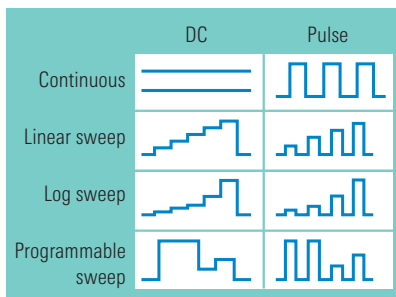 DC Pulse
Continuous
Linear sweep
Log sweep
Programmable
sweep